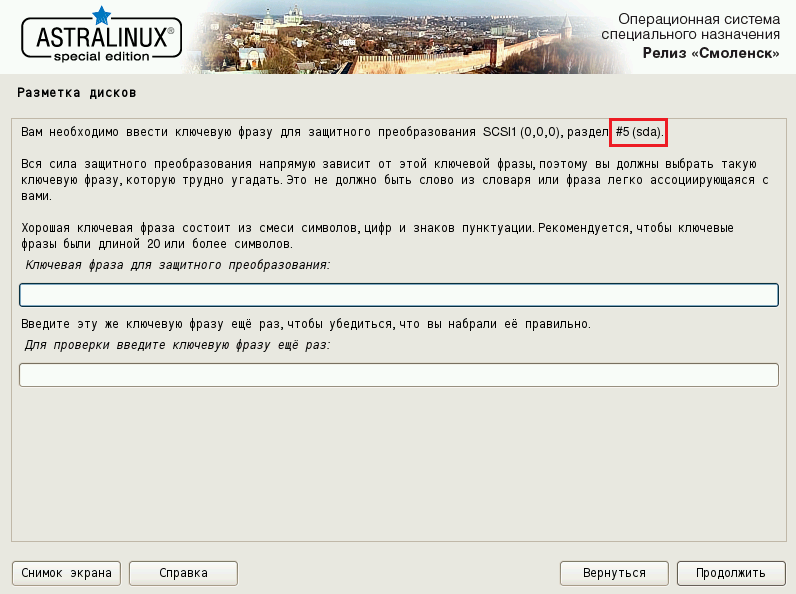 ASTRALINUX®
special edition
Операционная система
специального назначения
Релиз «Смоленск»
Разметка дисков
Вам необходимо ввести ключевую фразу для защитного преобразования SCSI1 (0,0,0), раздел #5 (sda).
Вся сила защитного преобразования напрямую зависит от этой ключевой фразы, поэтому вы должны выбрать такую
ключевую фразу, которую трудно угадать. Это не должно быть слово из словаря или фраза легко ассоциирующаяся с
вами.
Хорошая ключевая фраза состоит из смеси символов, цифр и знаков пунктуации. Рекомендуется, чтобы ключевые
фразы были длиной 20 или более символов.
Ключевая фраза для защитного преобразования:
Введите эту же ключевую фразу ещё раз, чтобы убедиться, что вы набрали её правильно.
Для проверки введите ключевую фразу ещё раз:
Снимок экрана
Справка
Вернуться
Продолжить